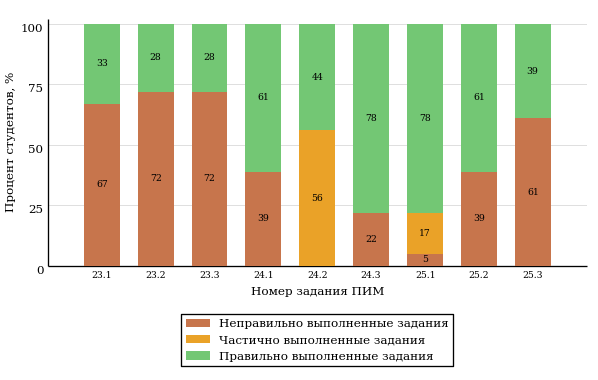 Процент студентов, %
100
75
50
25
0
33 28 28 61 44 78 78 61 39
67 72 72 39 56 22 17 39 61
5
23.1 23.2 23.3 24.1 24.2 24.3 25.1 25.2 25.3
Номер задания ПИМ
Неправильно выполненные задания
Частично выполненные задания
Правильно выполненные задания